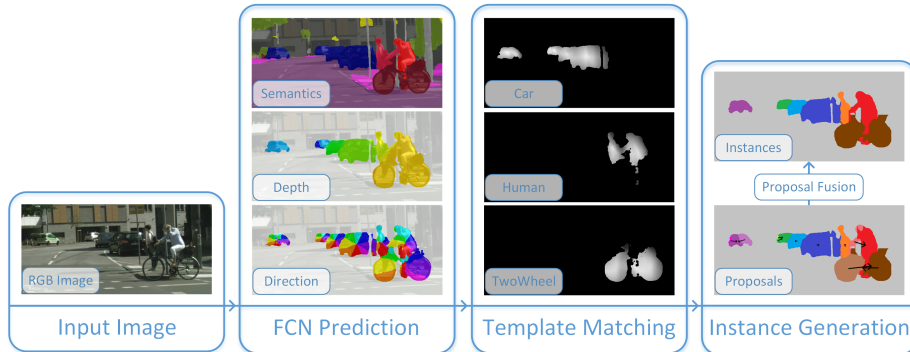 RGB Image
Input Image
Semantics
Depth
Direction
FCN Prediction
Car
Human
TwoWheel
Template Matching
Instances
Proposal Fusion
Proposals
Instance Generation